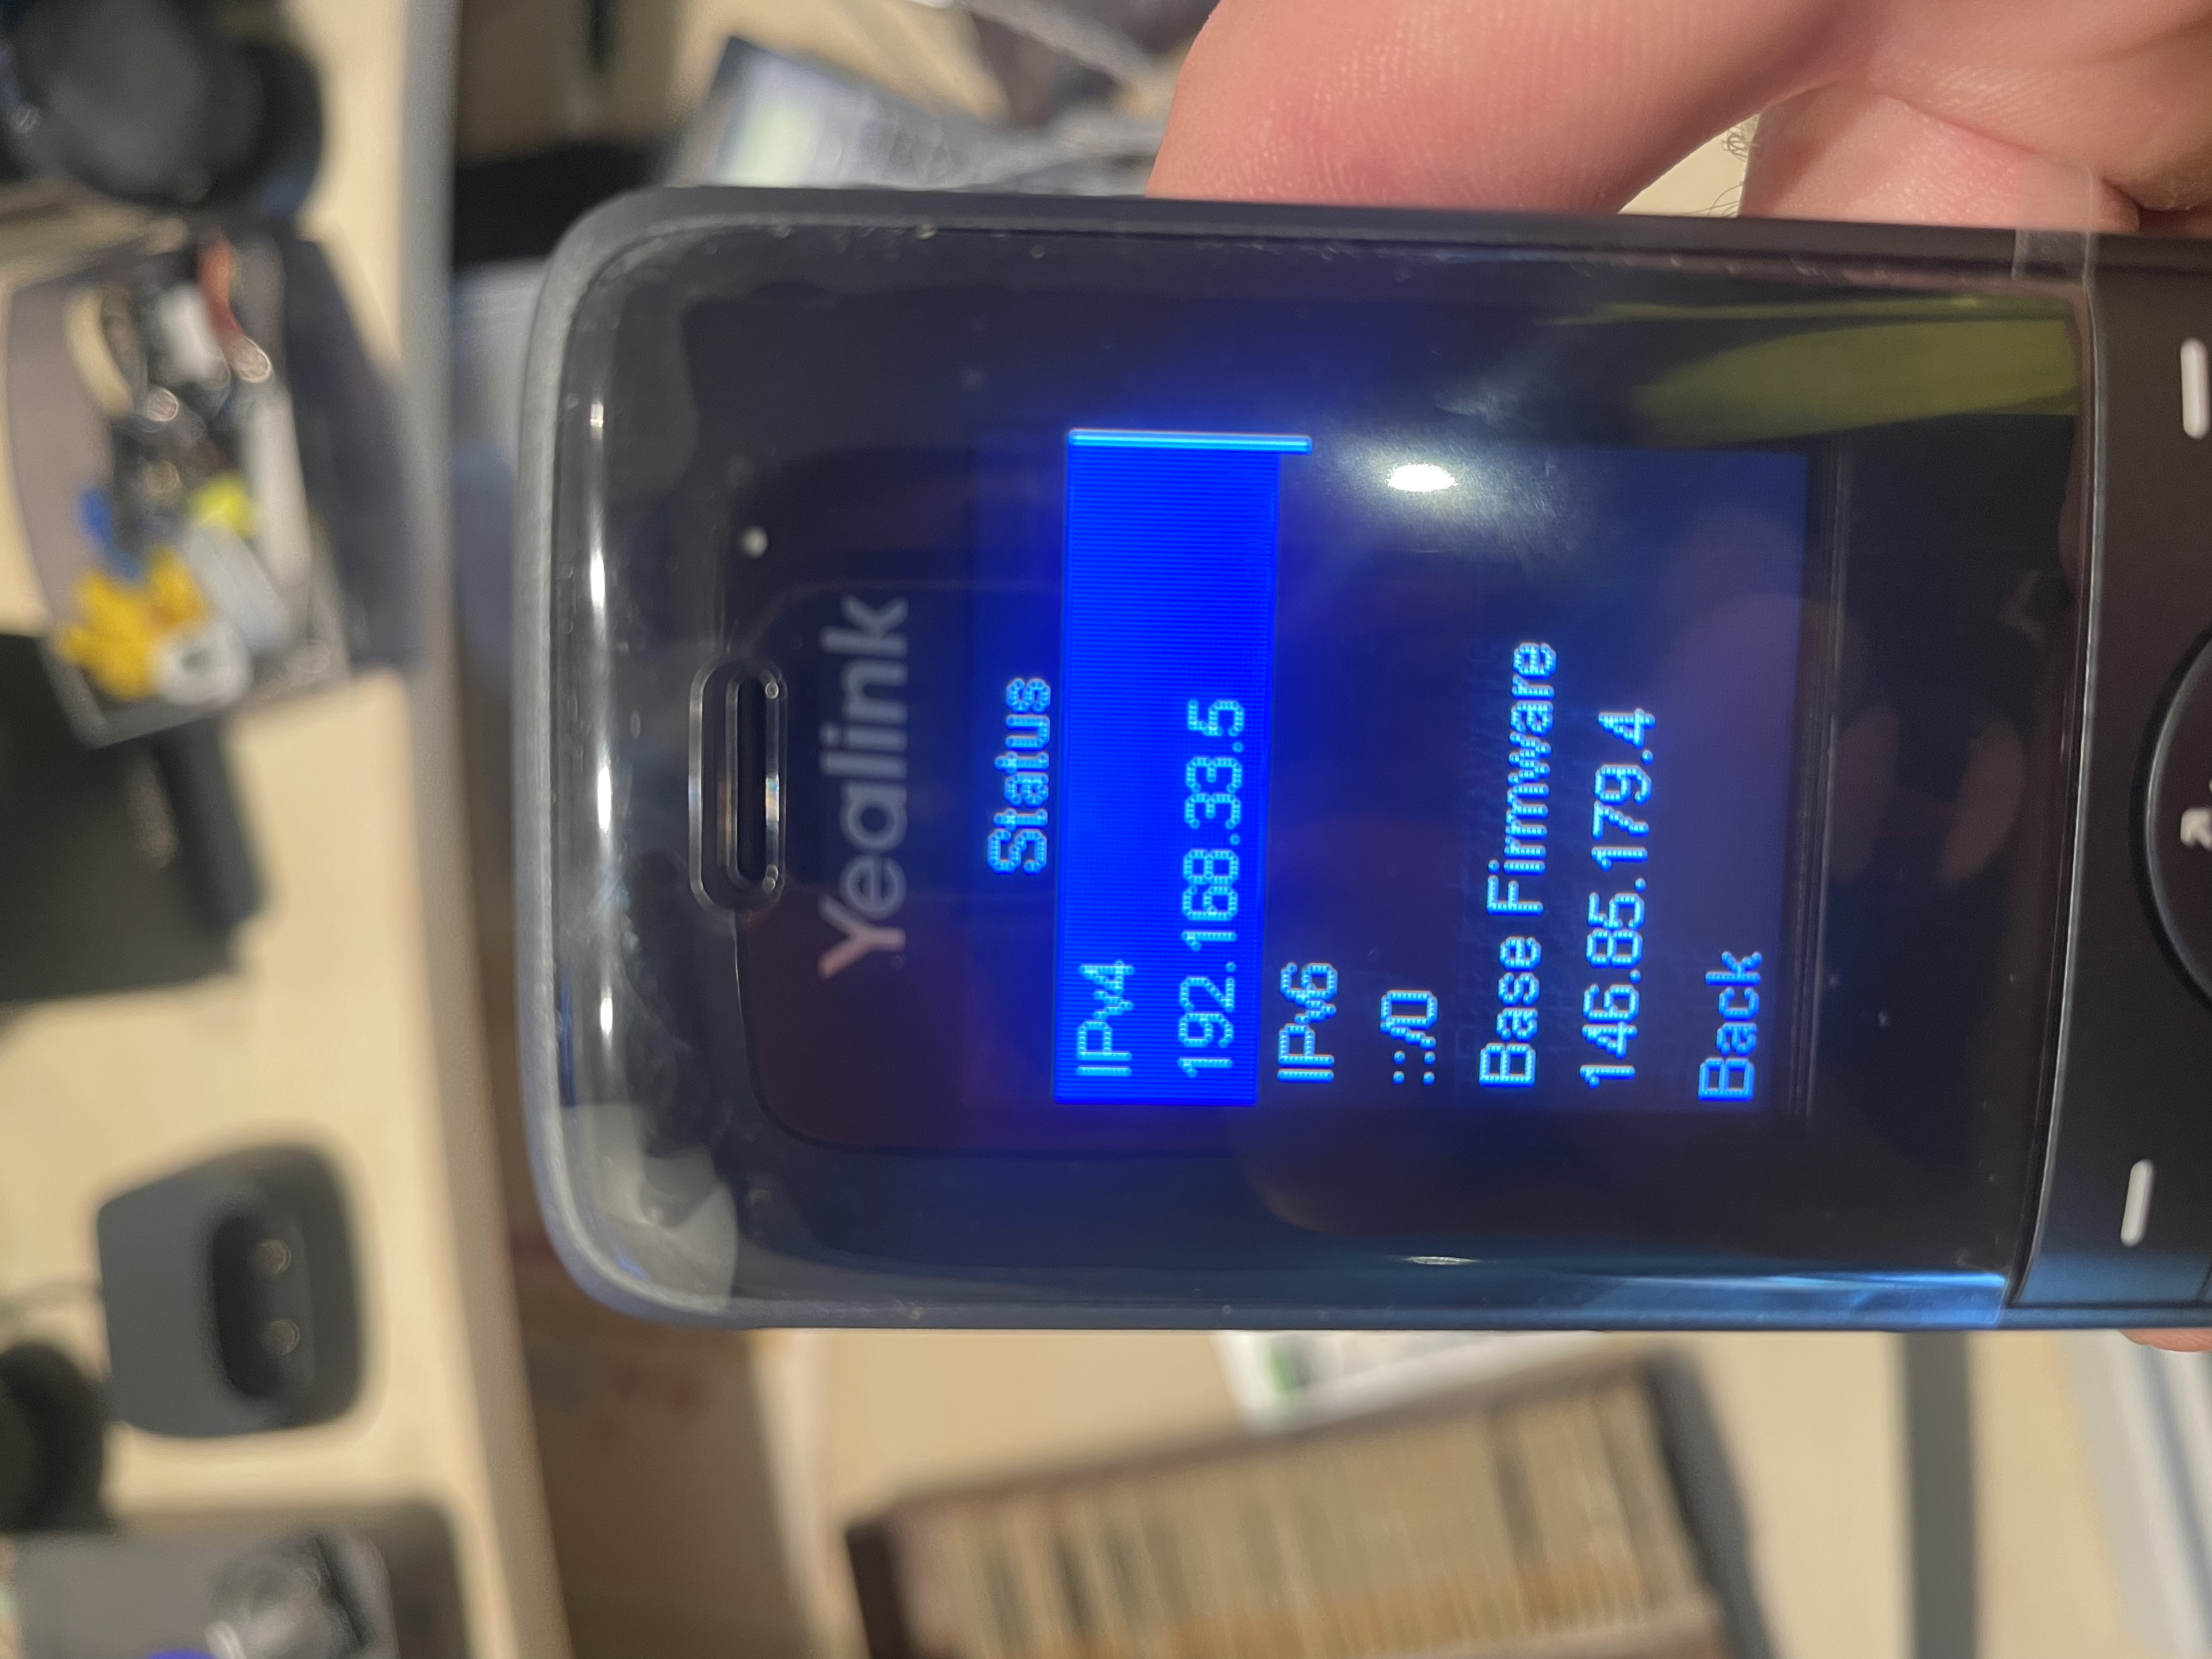 Yealink
Status
IPv4
192.168.33.5
IPv6
::/0
Base Firmware
146.85.179.4
Back